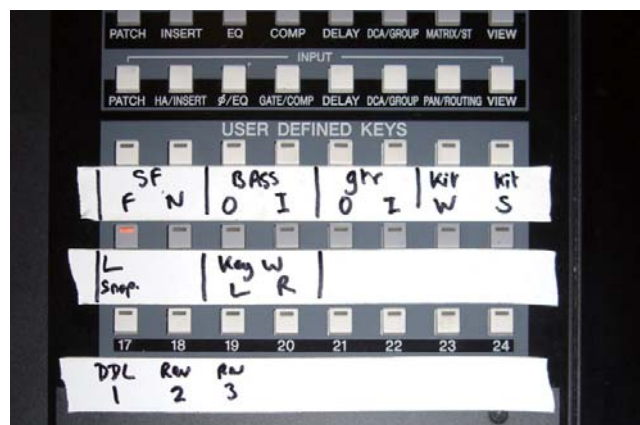 PATCH INSERT EQ COMP DELAY DCA/GROUP MATRIX/ST VIEW
INPUT
PATCH HA/INSERT ϕ/EQ GATE/COMP DELAY DCA/GROUP PAN/ROUTING VIEW
USER DEFINED KEYS
SF BASS gtr Kit Kit
F N O I O I W S
L Key W
Snap. L R
17 18 19 20 21 22 23 24
DDL Rev
1 2 3